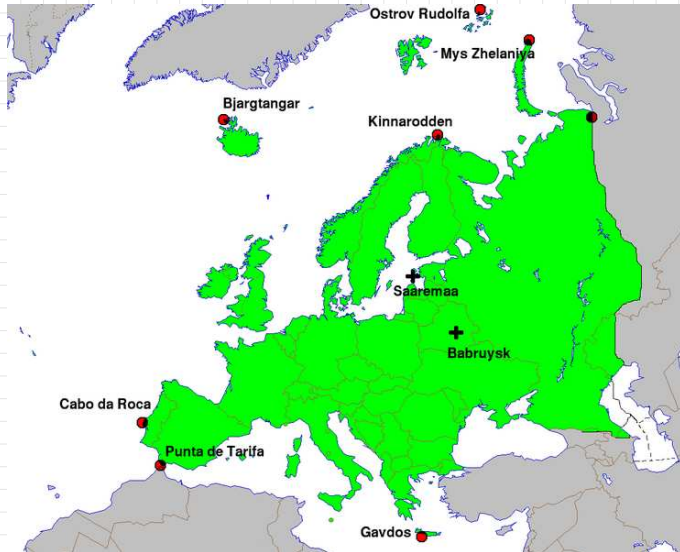 Ostrov Rudolfa
Mys Zhelaniya
Bjargtangar
Kinnarodden
Saaremaa
Babruysk
Cabo da Roca
Punta de Tarifa
Gavdos